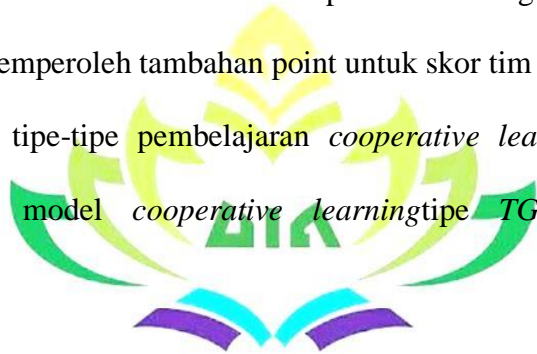 emperoleh tambahan point untuk skor tim
tipe-tipe pembelajaran cooperative lea
model cooperative learningtipe TG